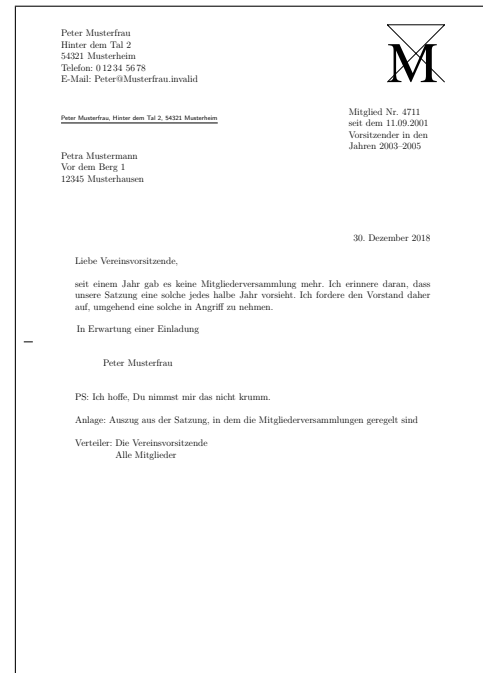 Peter Musterfrau
Hinter dem Tal 2
54321 Musterheim
Telefon: 0 12 34 56 78
E-Mail: Peter@Musterfrau.invalid
M
Peter Musterfrau, Hinter dem Tal 2, 54321 Musterheim
Mitglied Nr. 4711
seit dem 11.09.2001
Vorsitzender in den
Jahren 2003–2005
Petra Mustermann
Vor dem Berg 1
12345 Musterhausen
30. Dezember 2018
Liebe Vereinsvorsitzende,
seit einem Jahr gab es keine Mitgliederversammlung mehr. Ich erinnere daran, dass
unsere Satzung eine solche jedes halbe Jahr vorsieht. Ich fordere den Vorstand daher
auf, umgehend eine solche in Angriff zu nehmen.
In Erwartung einer Einladung
Peter Musterfrau
PS: Ich hoffe, Du nimmst mir das nicht krumm.
Anlage: Auszug aus der Satzung, in dem die Mitgliederversammlungen geregelt sind
Verteiler: Die Vereinsvorsitzende
Alle Mitglieder